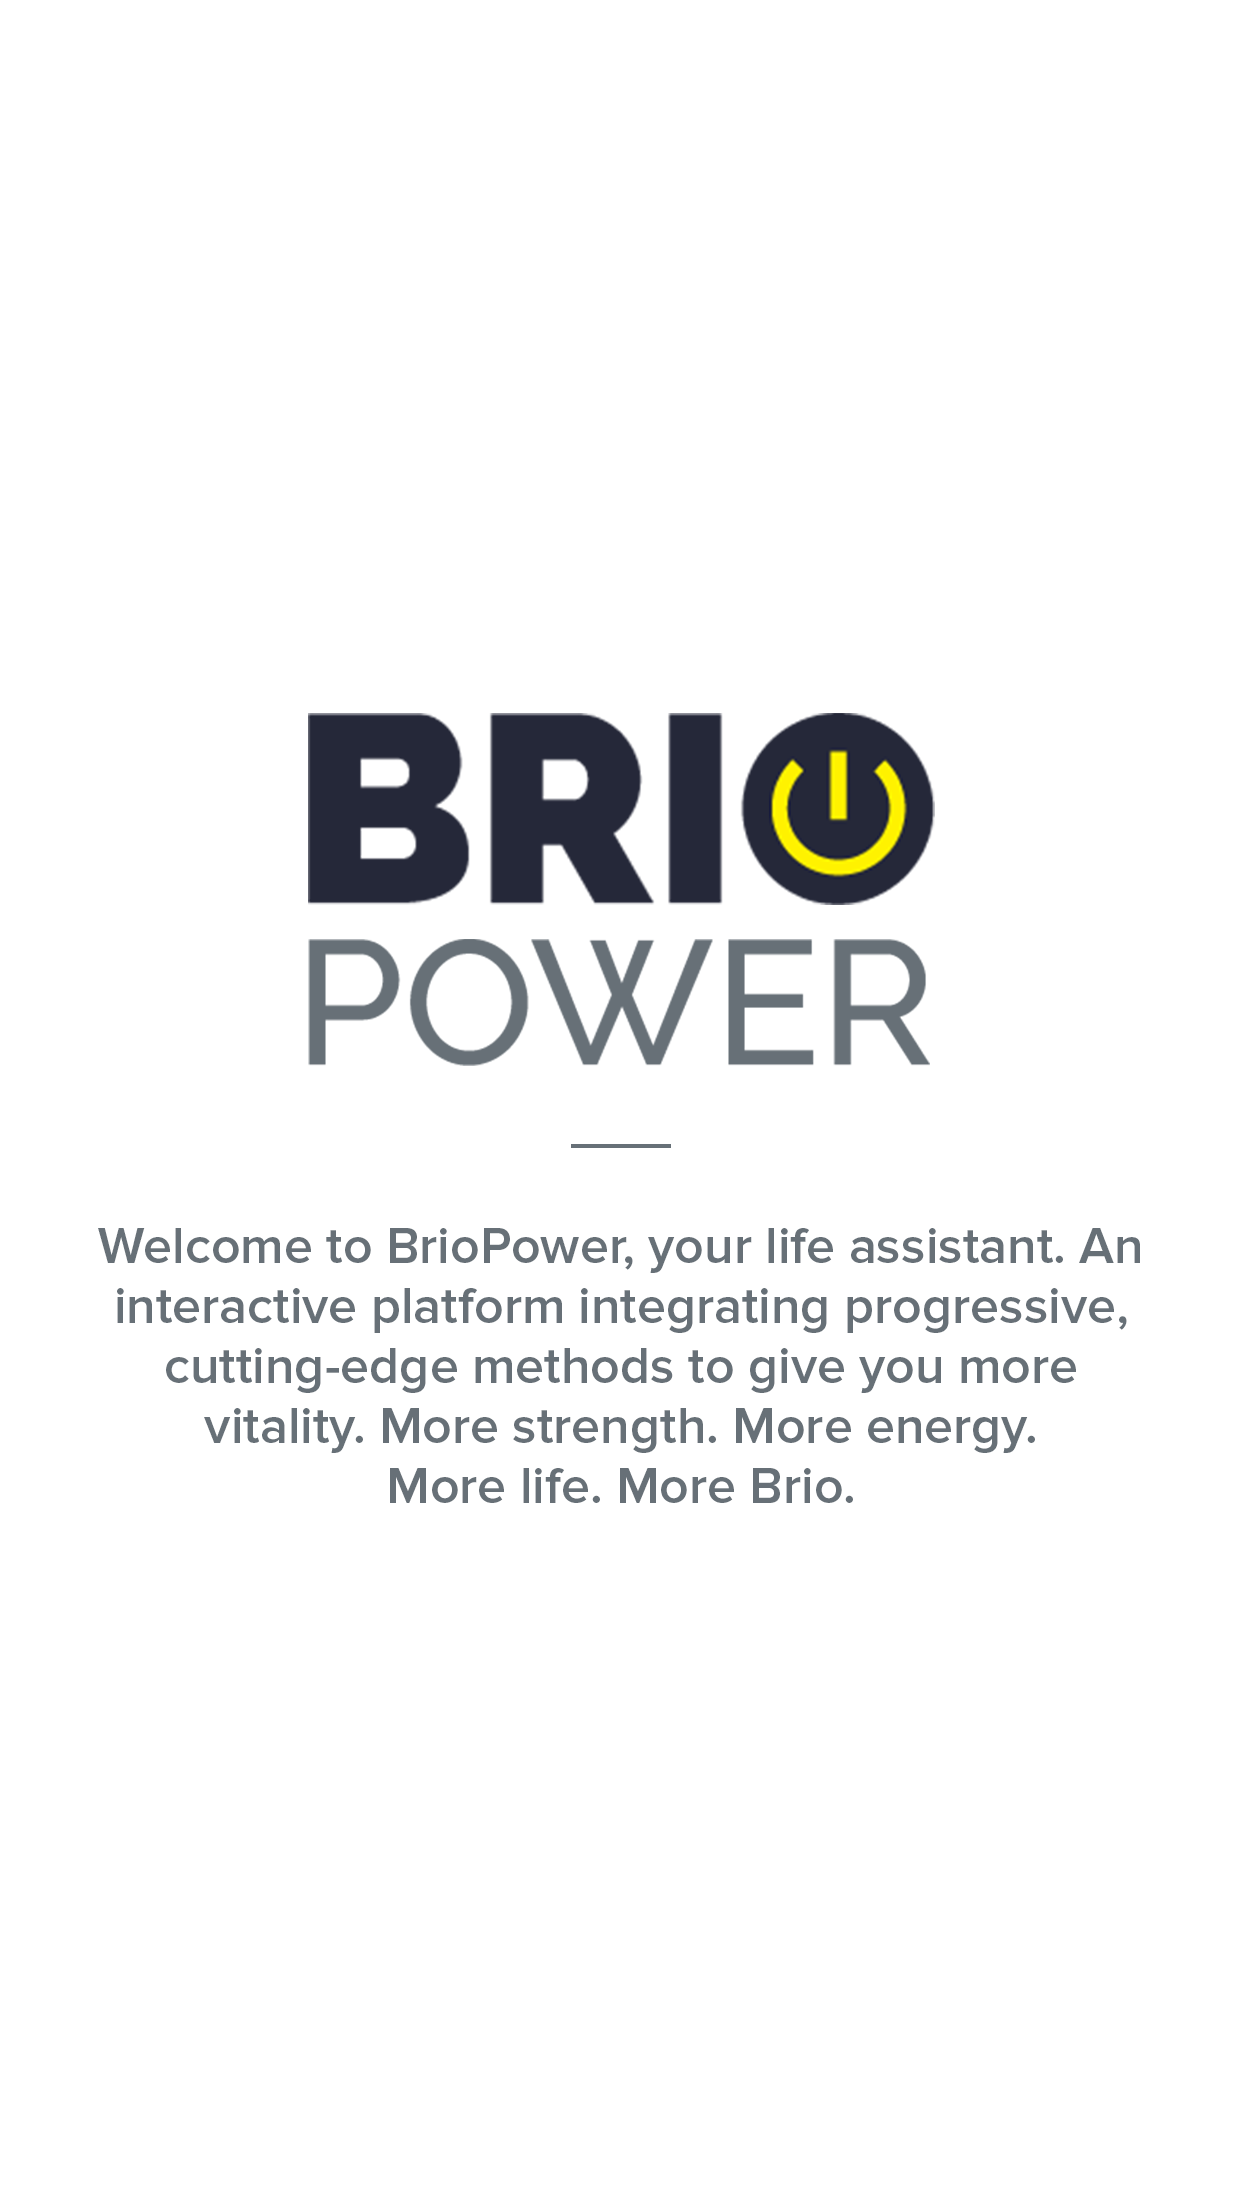 BRIO
POWER
Welcome to BrioPower, your life assistant. An
interactive platform integrating progressive,
cutting-edge methods to give you more
vitality. More strength. More energy.
More life. More Brio.